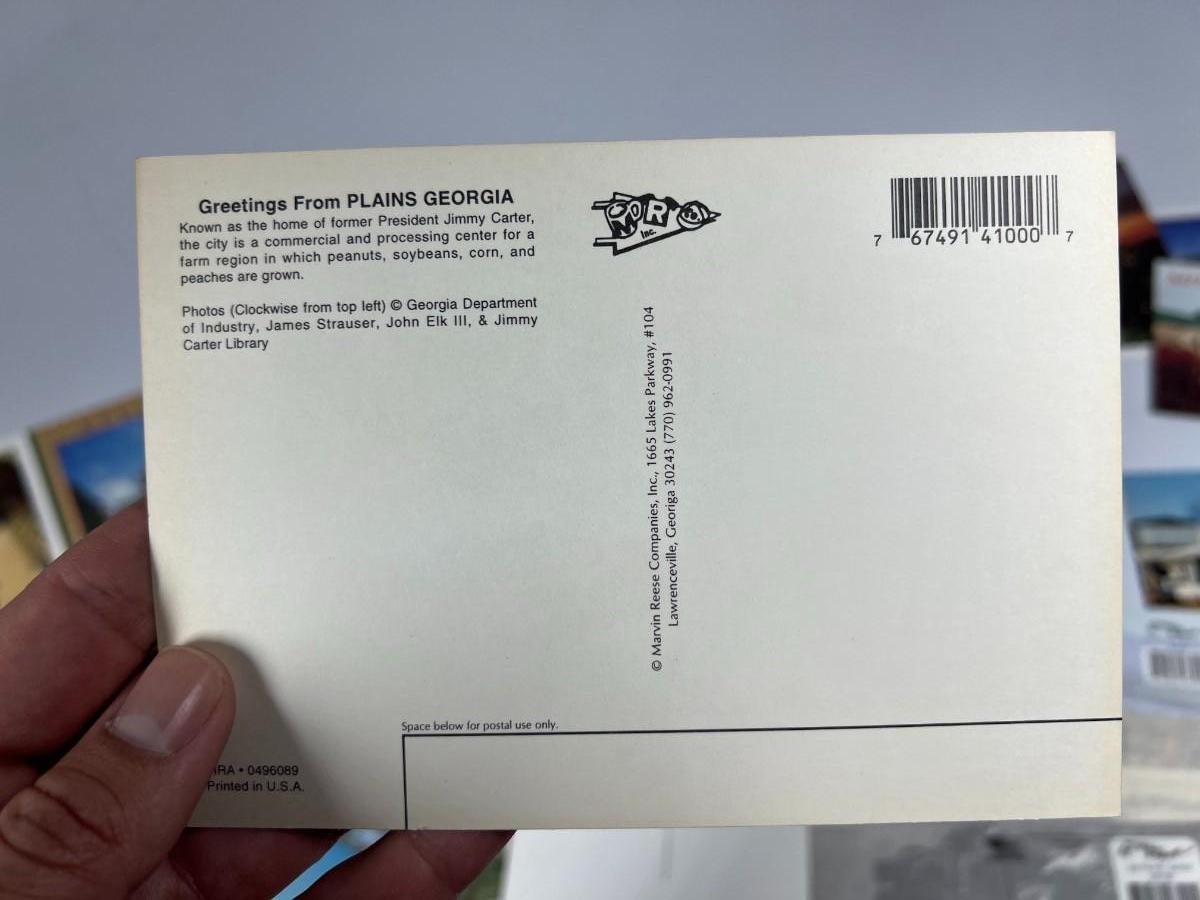 Greetings From PLAINS GEORGIA
Known as the home of former President Jimmy Carter,
the city is a commercial and processing center for a
farm region in which peanuts, soybeans, corn, and
peaches are grown.
Photos (Clockwise from top left) © Georgia Department
of Industry, James Strauser, John Elk III, & Jimmy
Carter Library
Inc.
7 67491 41000 7
© Marvin Reese Companies, Inc., 1665 Lakes Parkway, #104
Lawrenceville, Georiga 30243 (770) 962-0991
Space below for postal use only.
IRA • 0496089
Printed in U.S.A.